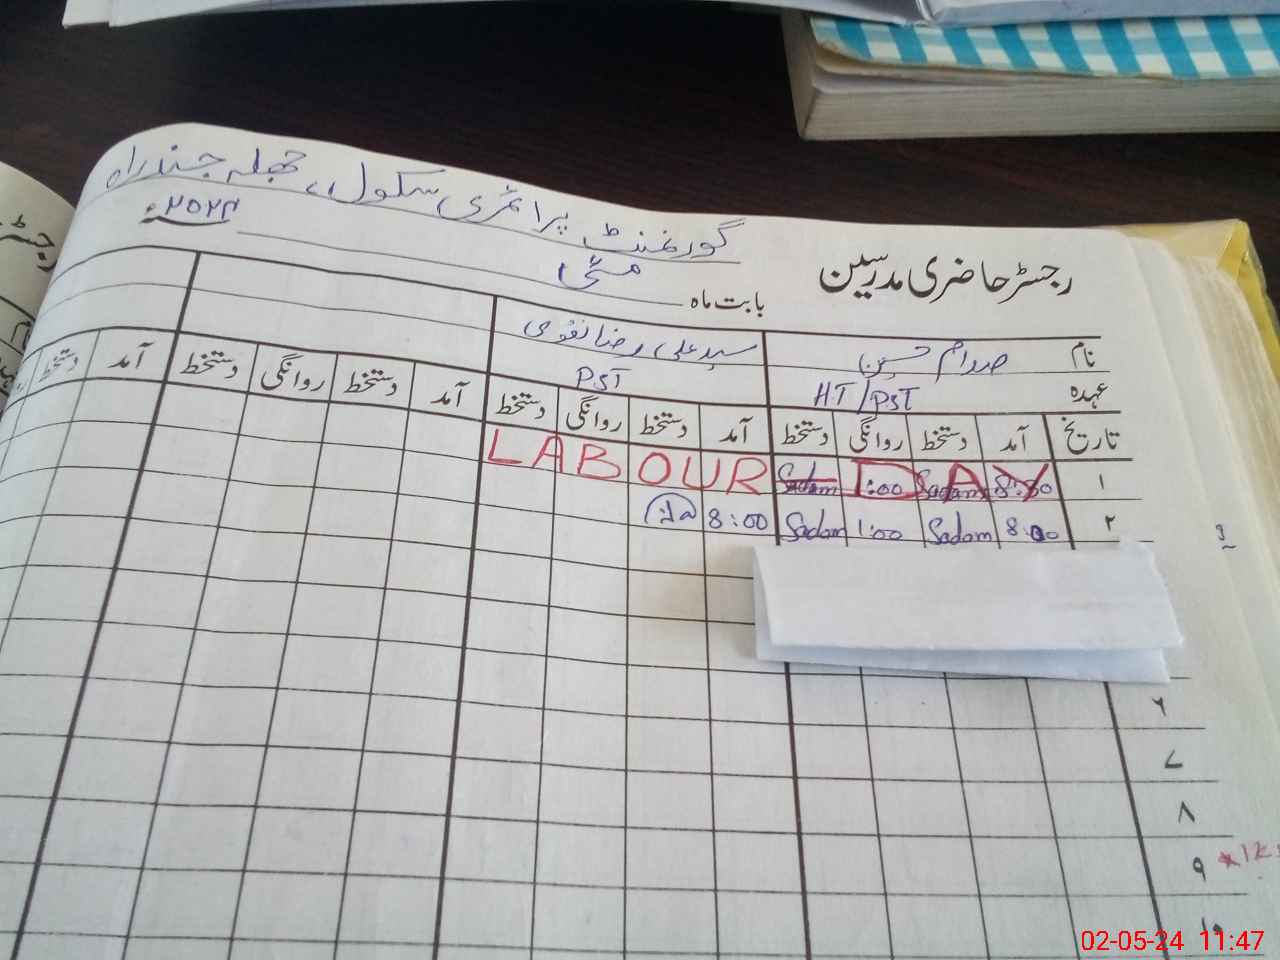 گورنمنٹ پرائمری سکول، جھلہ جندراہ
رجسٹر حاضری مدرسین
بابت ماہ مئی ۲۰۲۴ء
نام صدام حسین سید علی رضا نقوی
عہدہ HT/PST PST
تاریخ آمد دستخط روانگی دستخط آمد دستخط روانگی دستخط آمد دستخط روانگی دستخط آمد دستخط
LABOUR DAY
۱ 8:00 Sadam 1:00 Sadam
۲ 8:00 Sadam 1:00 Sadam 8:00
۶
۷
۸
۹
۱۰
02-05-24 11:47